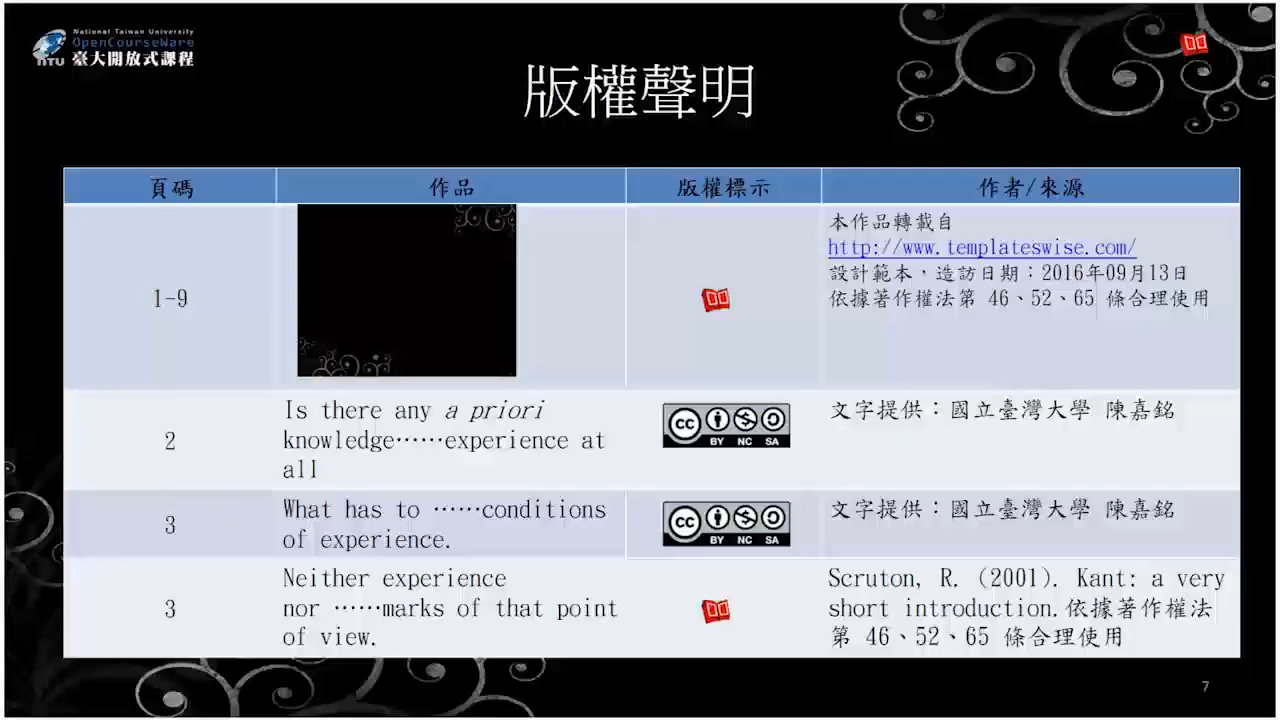 National Taiwan University
OpenCourseWare
NTU 臺大開放式課程
版權聲明
頁碼 作品 版權標示 作者/來源
1-9
本作品轉載自
http://www.templateswise.com/
設計範本，造訪日期：2016年09月13日
依據著作權法第 46、52、65 條合理使用
2
Is there any a priori
knowledge⋯⋯experience at
all
cc BY NC SA
文字提供：國立臺灣大學 陳嘉銘
3
What has to ⋯⋯conditions
of experience.
cc BY NC SA
文字提供：國立臺灣大學 陳嘉銘
3
Neither experience
nor ⋯⋯marks of that point
of view.
Scruton, R. (2001). Kant: a very
short introduction.依據著作權法
第 46、52、65 條合理使用
7